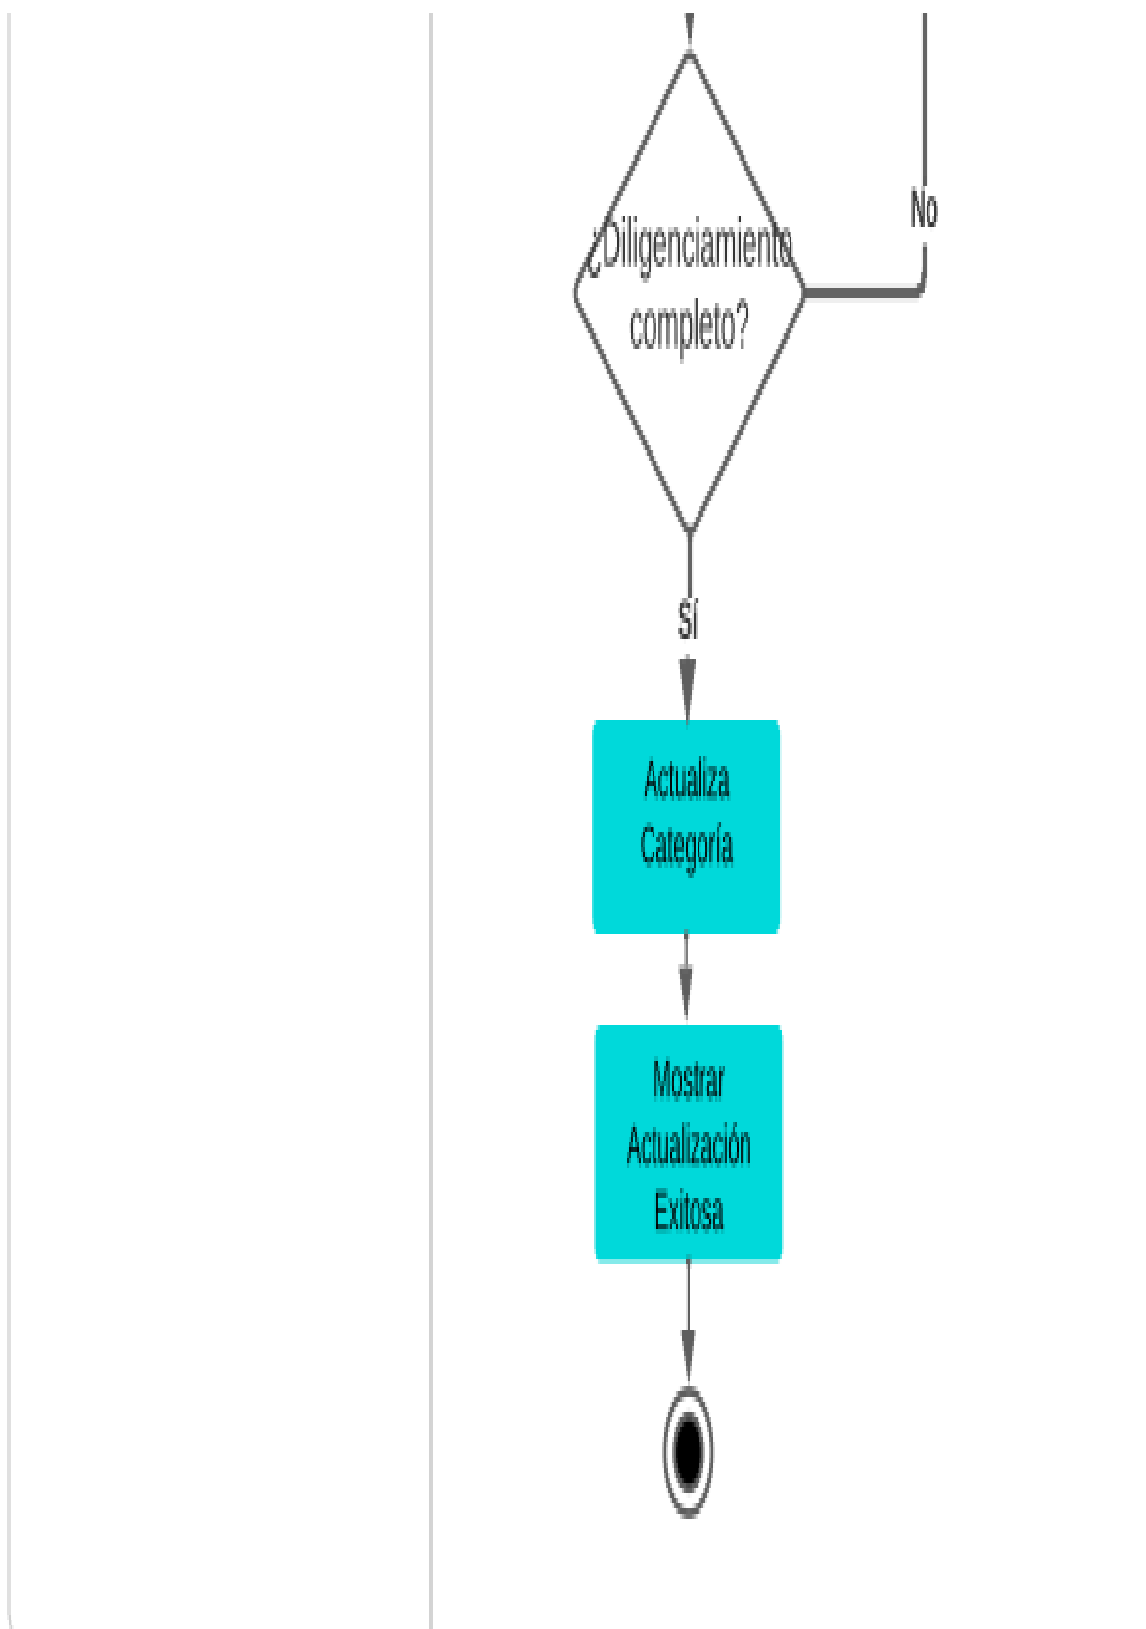 No
¿Diligenciamiento
completo?
Sí
Actualiza
Categoría
Mostrar
Actualización
Exitosa